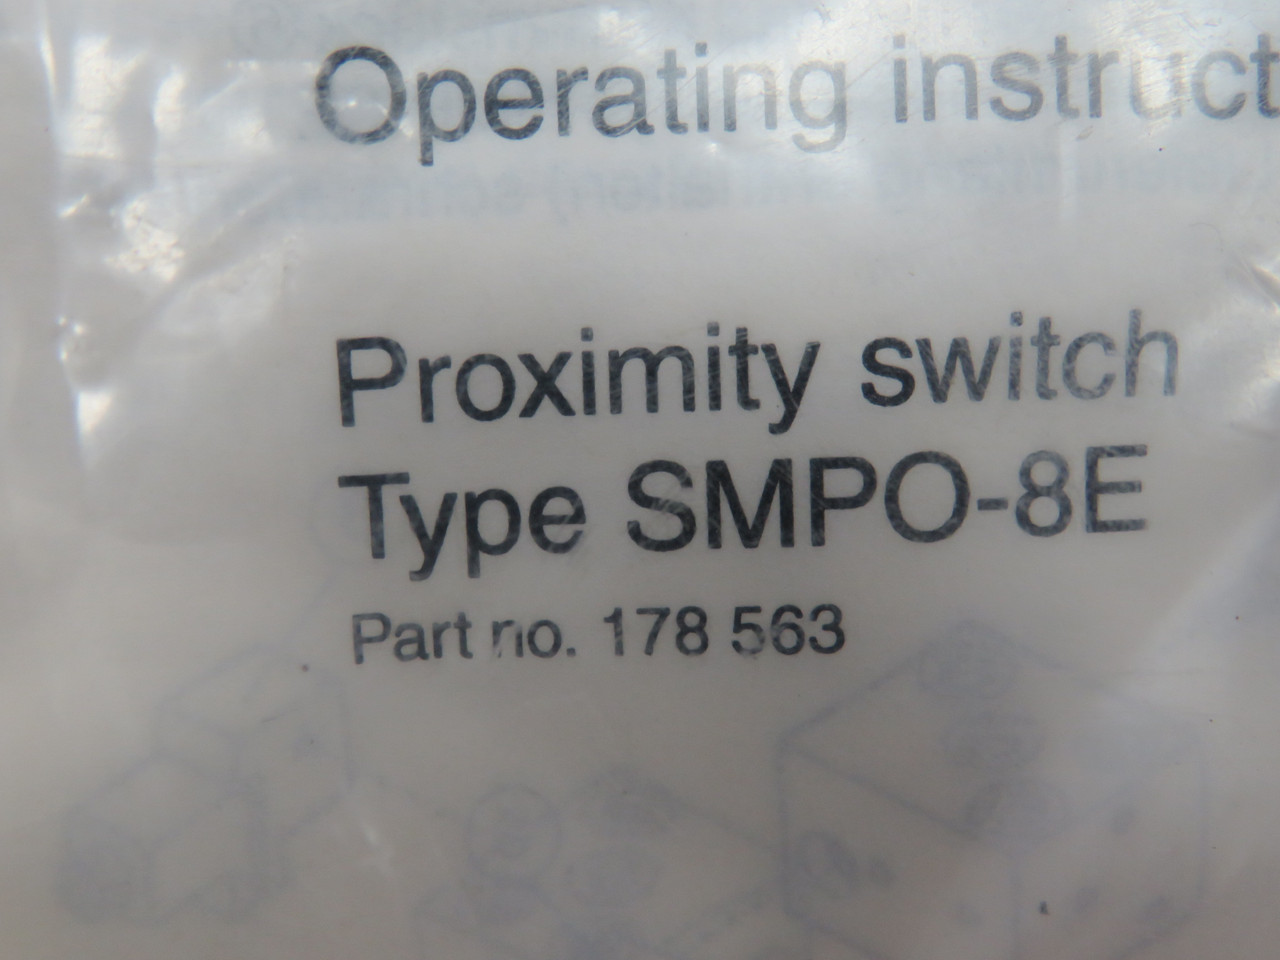 Operating instruct
Proximity switch
Type SMPO-8E
Part no. 178 563